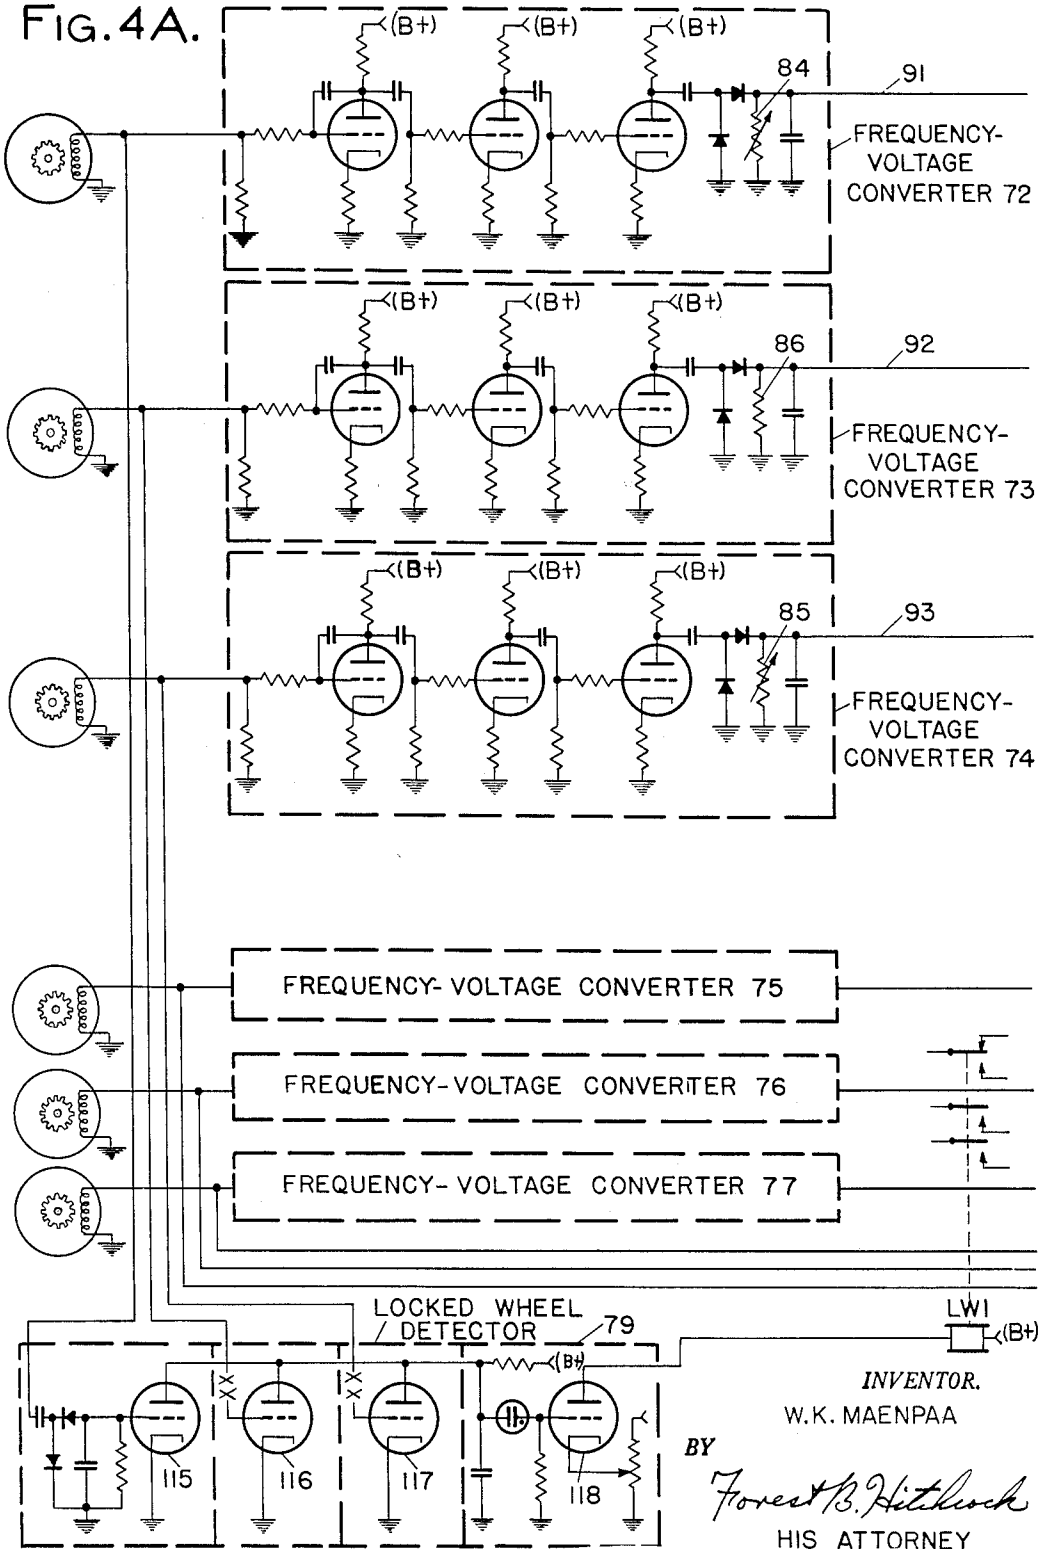 FIG. 4A.
(B+) (B+) (B+)
84
91
FREQUENCY-
VOLTAGE
CONVERTER 72
(B+) (B+) (B+)
86
92
FREQUENCY-
VOLTAGE
CONVERTER 73
(B+) (B+) (B+)
85
93
FREQUENCY-
VOLTAGE
CONVERTER 74
FREQUENCY-VOLTAGE CONVERTER 75
FREQUENCY-VOLTAGE CONVERTER 76
FREQUENCY-VOLTAGE CONVERTER 77
LOCKED WHEEL
DETECTOR
79
LW1
(B+)
(B+)
115
116
117
118
INVENTOR.
W.K. MAENPAA
BY
Forest B. Hitchcock
HIS ATTORNEY